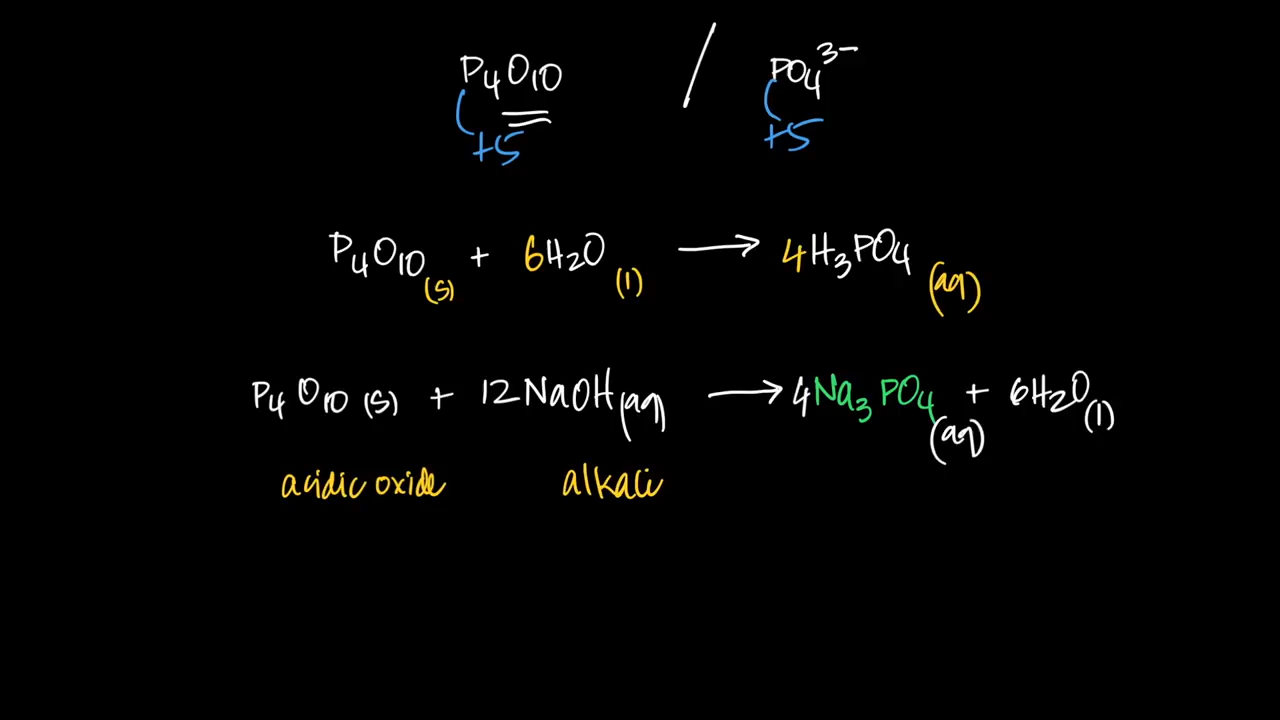 P4O10 / PO4 3-
+5 +5
P4O10 (s) + 6H2O (l) → 4H3PO4 (aq)
P4O10 (s) + 12NaOH (aq) → 4Na3PO4 (aq) + 6H2O (l)
acidic oxide alkali